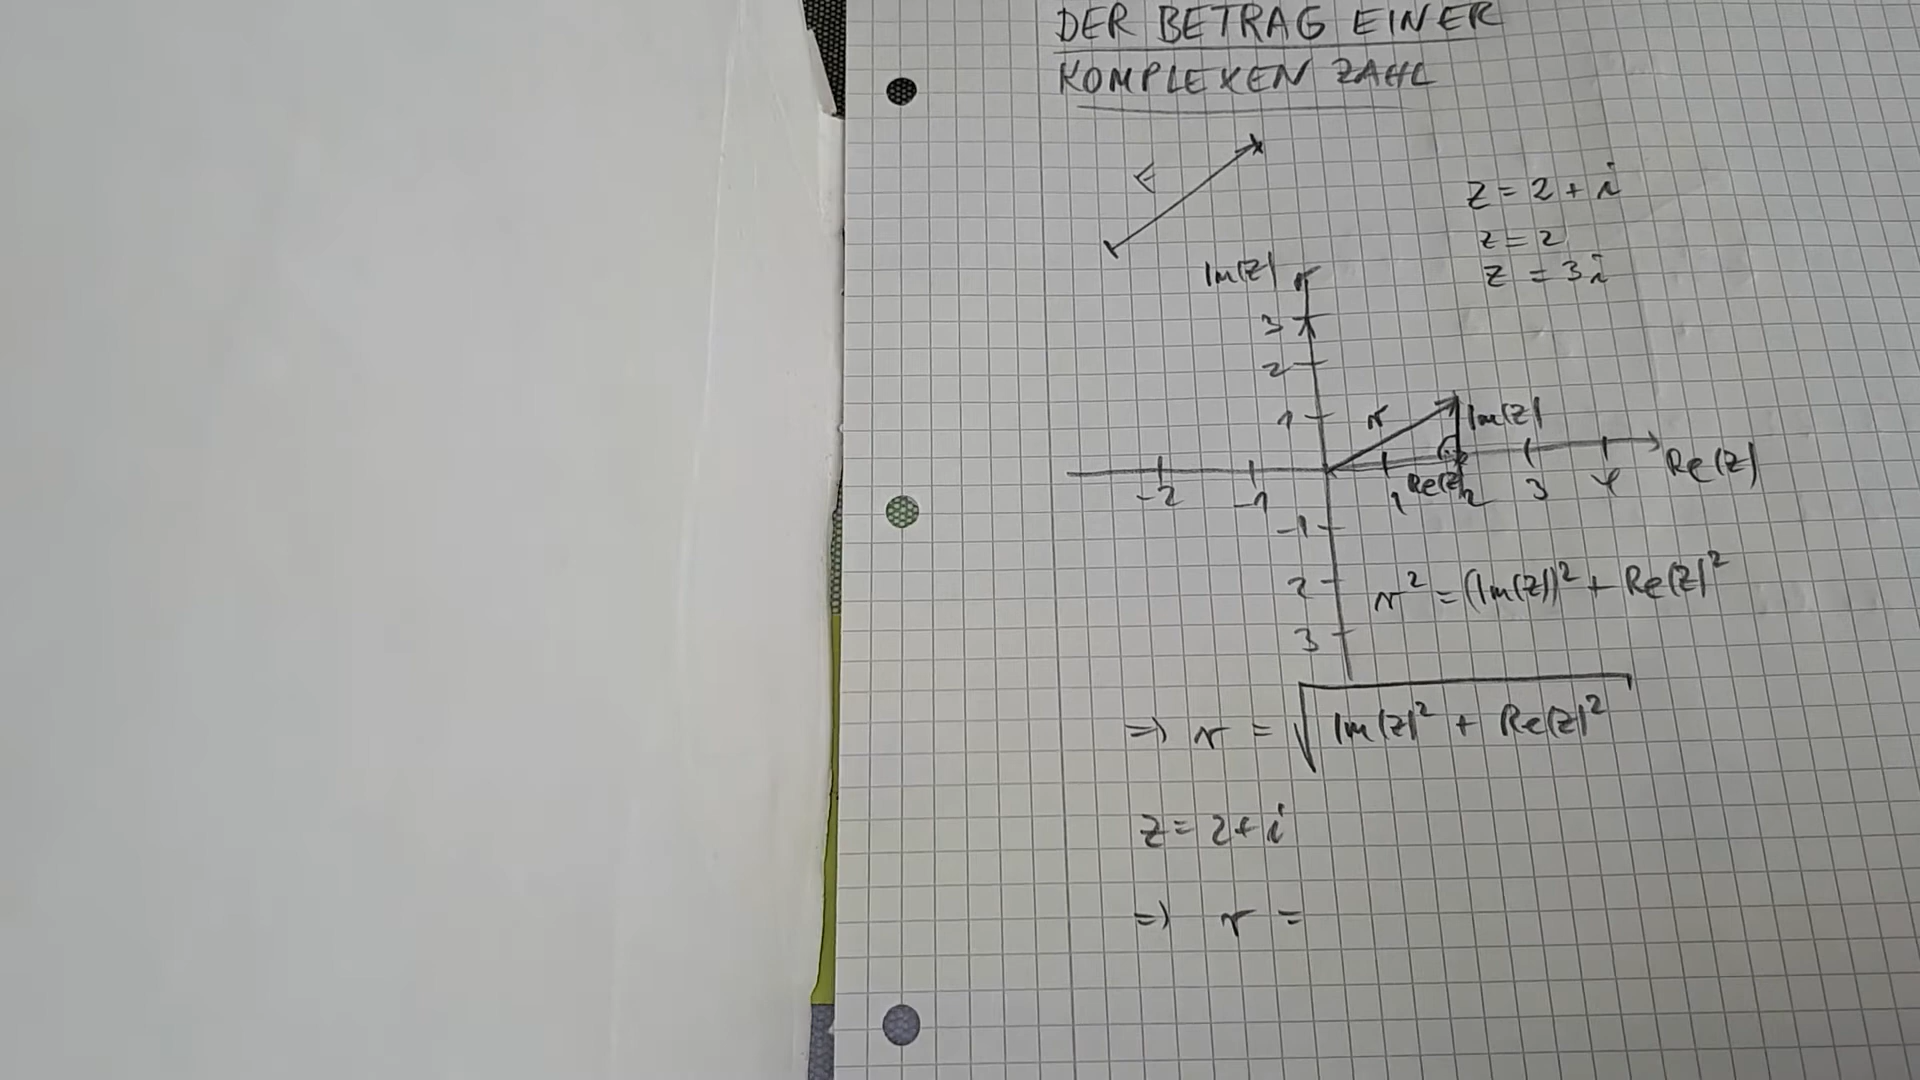 DER BETRAG EINER
KOMPLEXEN ZAHL
z = 2 + i
z = 2
z = 3i
Im(z)
3
2
1
r
Im(z)
-2
-1
1
Re(z)
2
3
4
Re(z)
-1
2
3
r² = (Im(z))² + Re(z)²
=> r = √Im(z)² + Re(z)²
z = 2 + i
=> r =